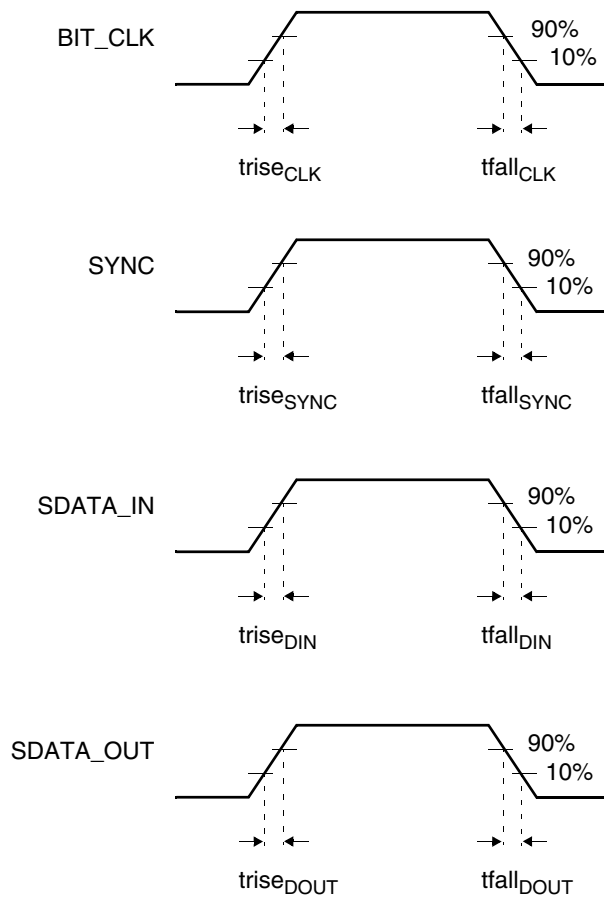 BIT_CLK
90%
10%
trise_CLK
tfall_CLK
SYNC
90%
10%
trise_SYNC
tfall_SYNC
SDATA_IN
90%
10%
trise_DIN
tfall_DIN
SDATA_OUT
90%
10%
trise_DOUT
tfall_DOUT